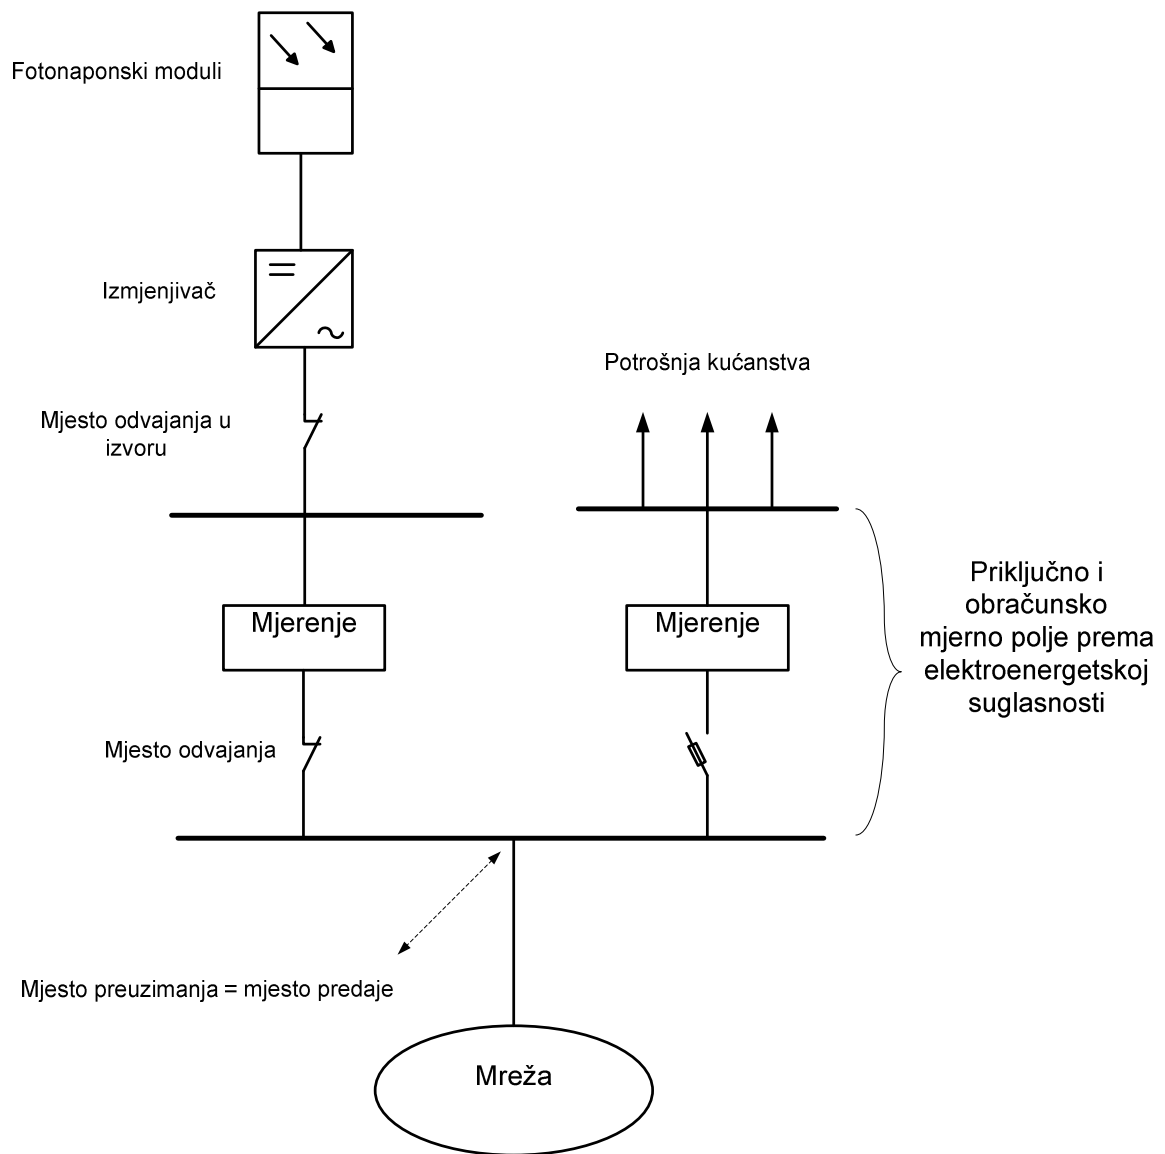 Fotonaponski moduli
Izmjenjivač
Potrošnja kućanstva
Mjesto odvajanja u
izvoru
Priključno i
obračunsko
mjerno polje prema
elektroenergetskoj
suglasnosti
Mjerenje
Mjerenje
Mjesto odvajanja
Mjesto preuzimanja = mjesto predaje
Mreža